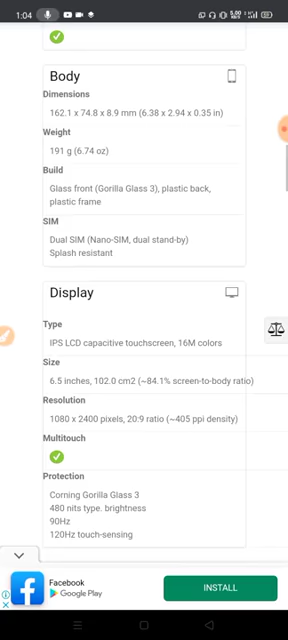 1:04
5.00
KB/S
Body
Dimensions
162.1 x 74.8 x 8.9 mm (6.38 x 2.94 x 0.35 in)
Weight
191 g (6.74 oz)
Build
Glass front (Gorilla Glass 3), plastic back,
plastic frame
SIM
Dual SIM (Nano-SIM, dual stand-by)
Splash resistant
Display
Type
IPS LCD capacitive touchscreen, 16M colors
Size
6.5 inches, 102.0 cm2 (~84.1% screen-to-body ratio)
Resolution
1080 x 2400 pixels, 20:9 ratio (~405 ppi density)
Multitouch
Protection
Corning Gorilla Glass 3
480 nits type. brightness
90Hz
120Hz touch-sensing
Facebook
Google Play
INSTALL